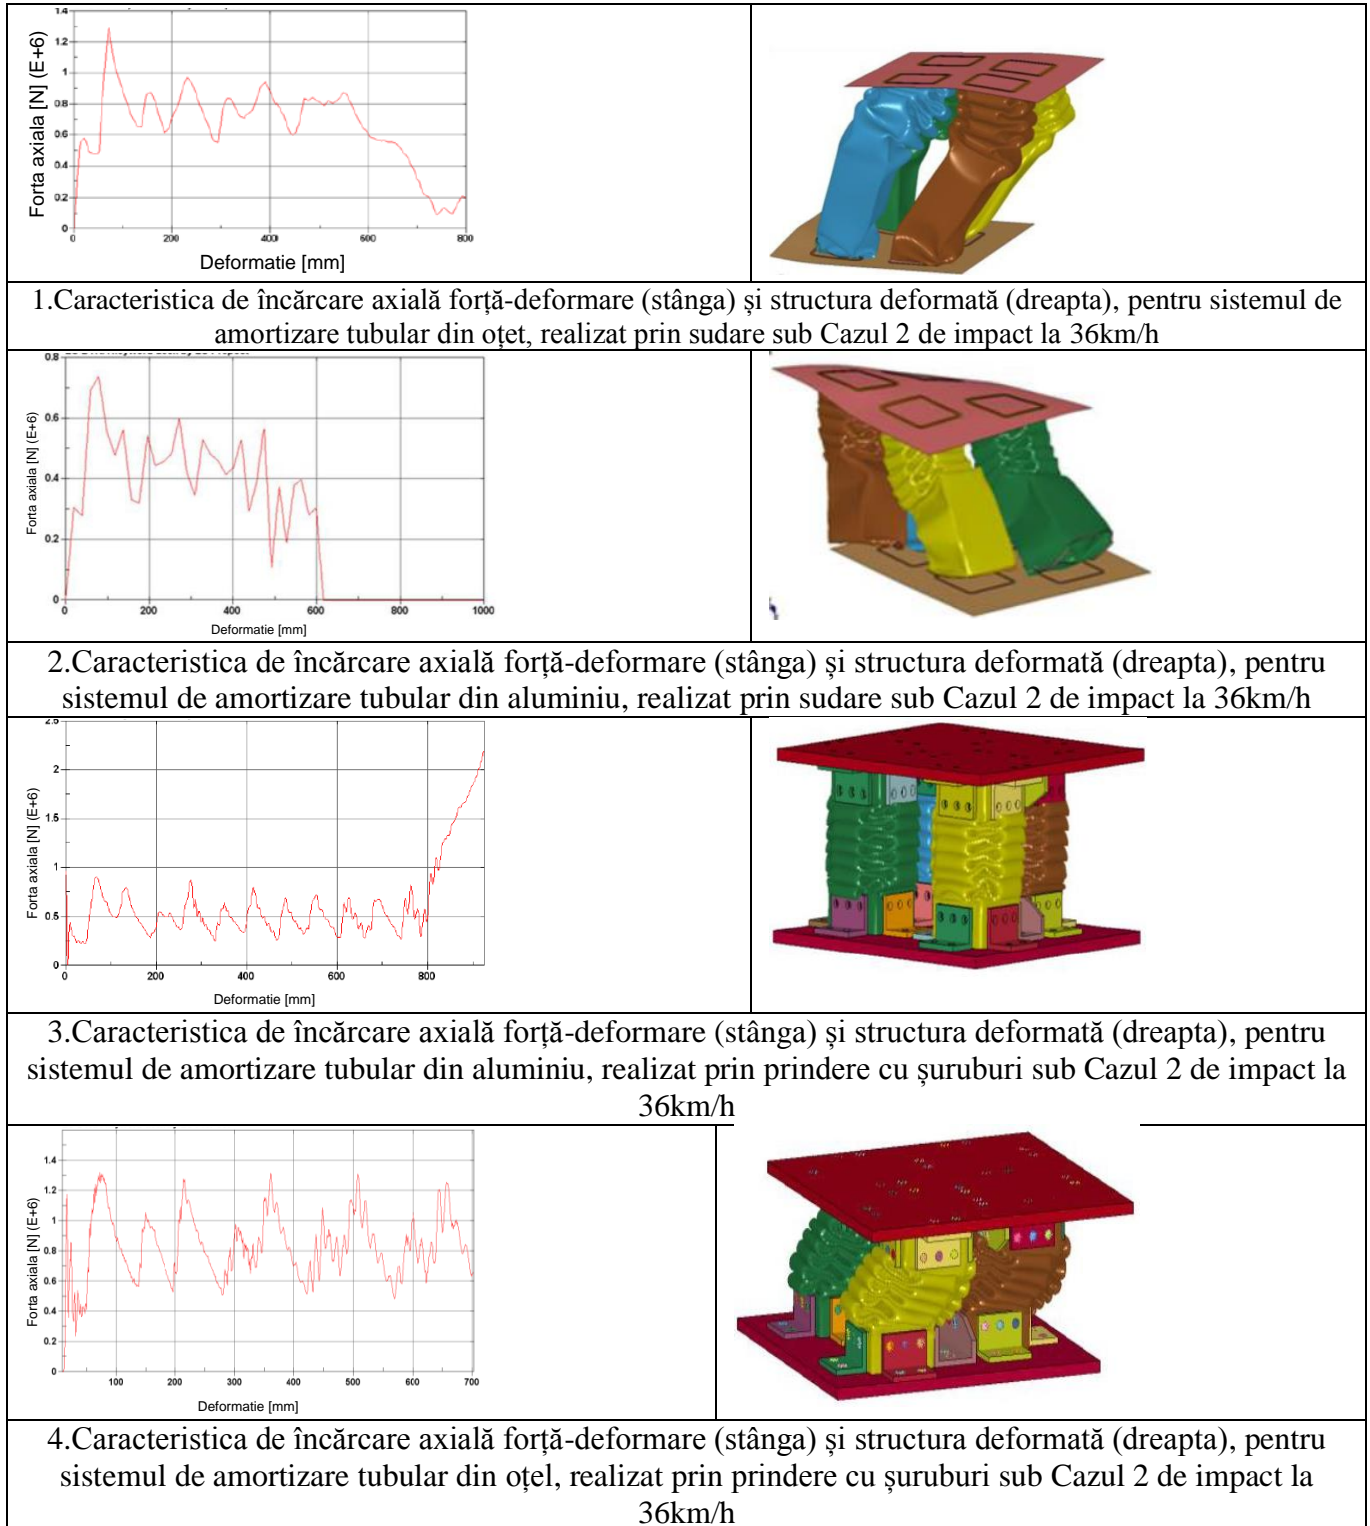 1.4
1.2
1
0.8
0.6
0.4
0.2
0
0 200 400 600 800
Forta axiala [N] (E+6)
Deformatie [mm]
1.Caracteristica de încărcare axială forță-deformare (stânga) și structura deformată (dreapta), pentru sistemul de
amortizare tubular din oțet, realizat prin sudare sub Cazul 2 de impact la 36km/h
0.8
0.6
0.4
0.2
0
0 200 400 600 800 1000
Forta axiala [N] (E+6)
Deformatie [mm]
2.Caracteristica de încărcare axială forță-deformare (stânga) și structura deformată (dreapta), pentru
sistemul de amortizare tubular din aluminiu, realizat prin sudare sub Cazul 2 de impact la 36km/h
2.5
2
1.5
1
0.5
0
0 200 400 600 800
Forta axiala [N] (E+6)
Deformatie [mm]
3.Caracteristica de încărcare axială forță-deformare (stânga) și structura deformată (dreapta), pentru
sistemul de amortizare tubular din aluminiu, realizat prin prindere cu șuruburi sub Cazul 2 de impact la
36km/h
1.4
1.2
1
0.8
0.6
0.4
0.2
0
100 200 300 400 500 600 700
Forta axiala [N] (E+6)
Deformatie [mm]
4.Caracteristica de încărcare axială forță-deformare (stânga) și structura deformată (dreapta), pentru
sistemul de amortizare tubular din oțel, realizat prin prindere cu șuruburi sub Cazul 2 de impact la
36km/h